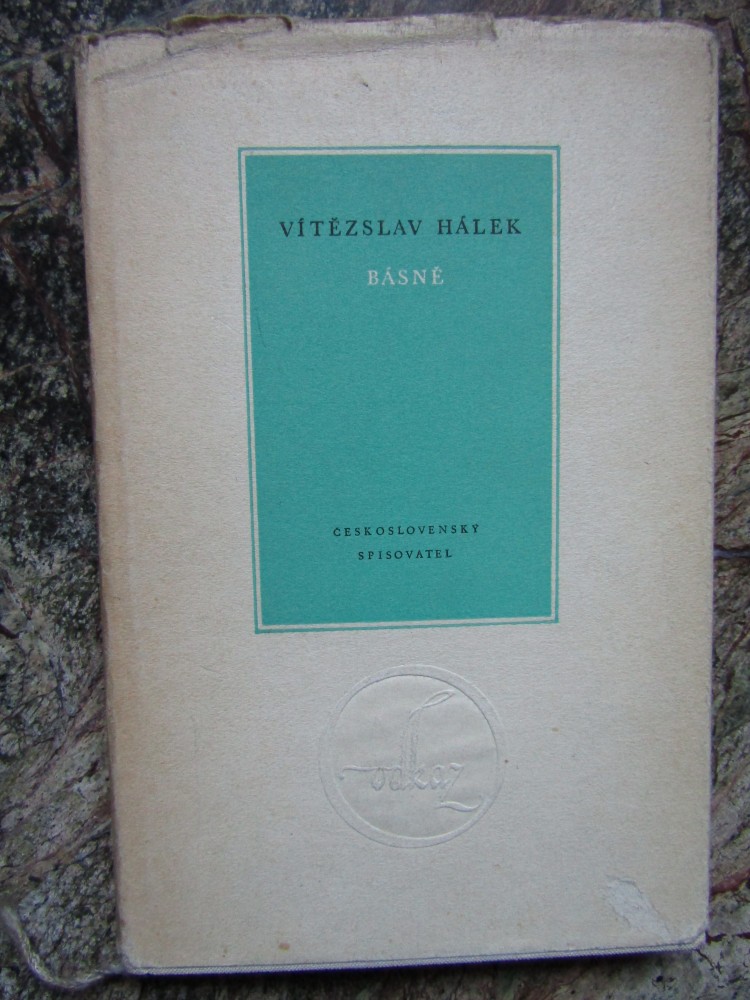 VÍTĚZSLAV HÁLEK
BÁSNĚ
ČESKOSLOVENSKÝ
SPISOVATEL
odkaz